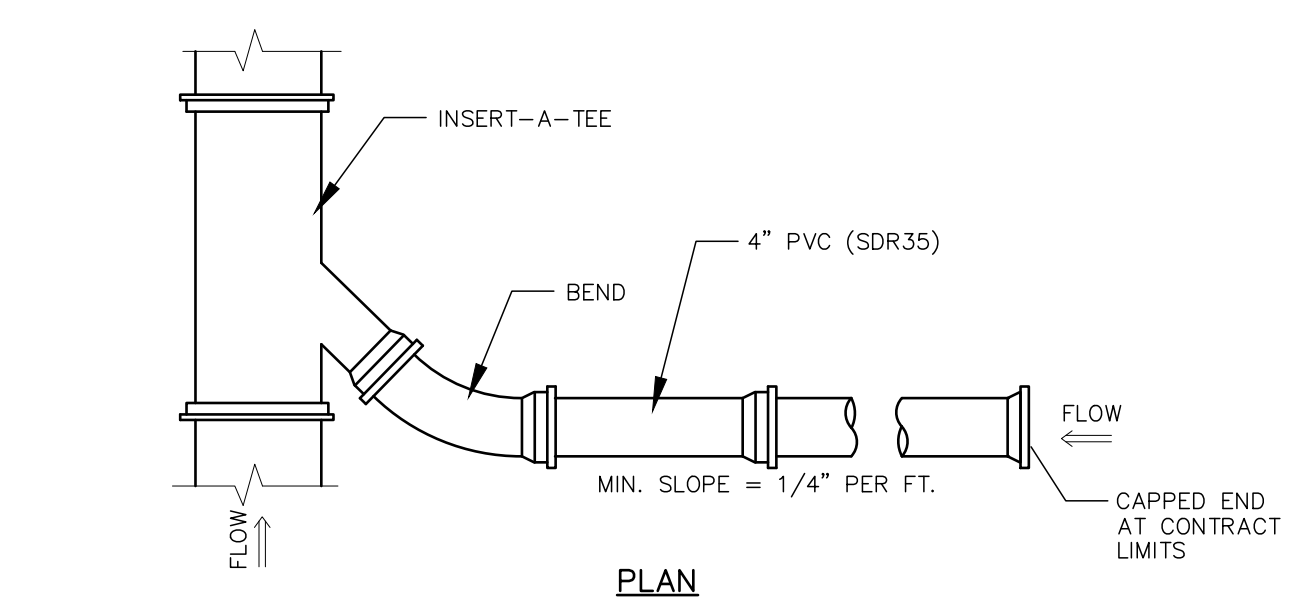 INSERT-A-TEE
4” PVC (SDR35)
BEND
FLOW
MIN. SLOPE = 1/4” PER FT.
CAPPED END
AT CONTRACT
LIMITS
FLOW
PLAN